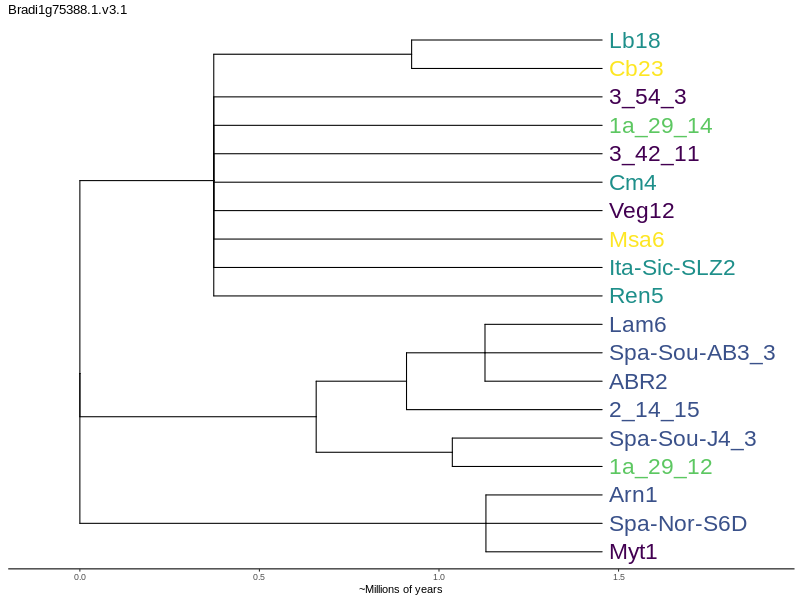 Bradi1g75388.1.v3.1
Lb18
Cb23
3_54_3
1a_29_14
3_42_11
Cm4
Veg12
Msa6
Ita-Sic-SLZ2
Ren5
Lam6
Spa-Sou-AB3_3
ABR2
2_14_15
Spa-Sou-J4_3
1a_29_12
Arn1
Spa-Nor-S6D
Myt1
0.0 0.5 1.0 1.5
~Millions of years